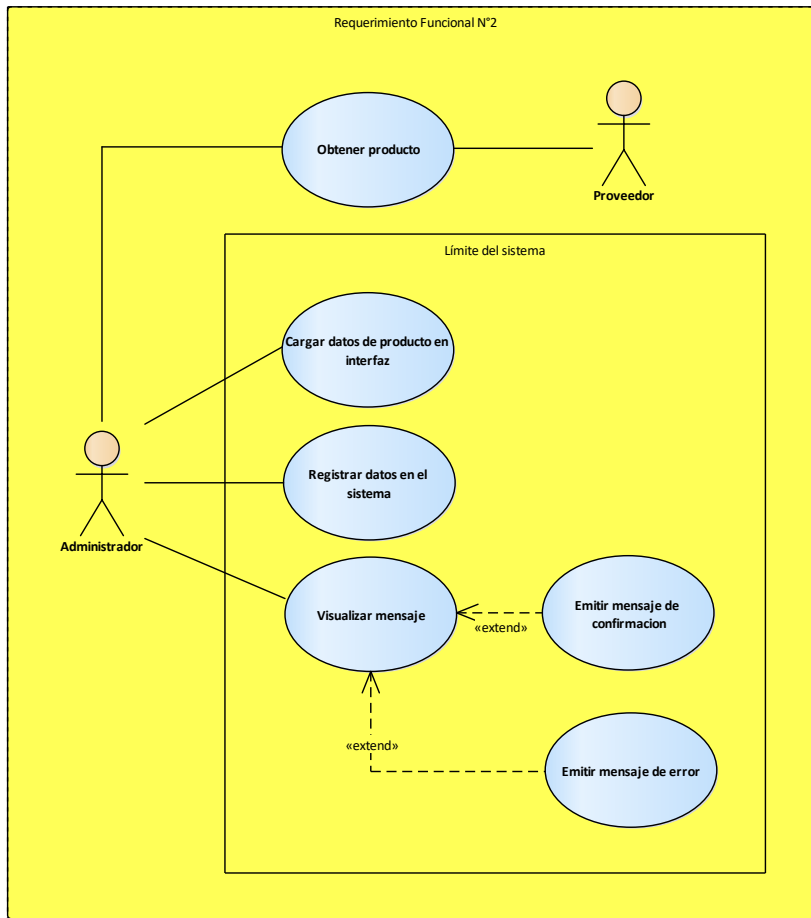 Requerimiento Funcional N°2
Obtener producto
Proveedor
Límite del sistema
Cargar datos de producto en
interfaz
Registrar datos en el
sistema
Administrador
Visualizar mensaje
Emitir mensaje de
confirmacion
«extend»
«extend»
Emitir mensaje de error